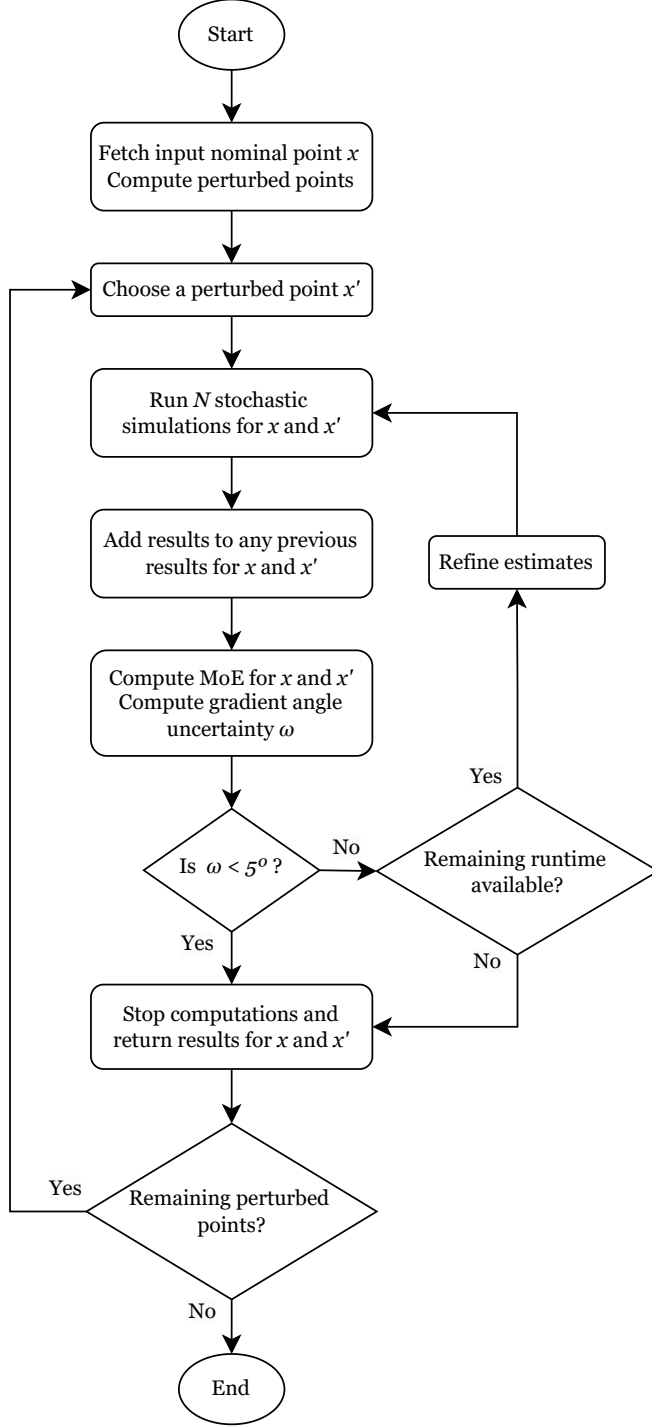 Start
Fetch input nominal point x
Compute perturbed points
Choose a perturbed point x'
Run N stochastic
simulations for x and x'
Add results to any previous
results for x and x'
Refine estimates
Compute MoE for x and x'
Compute gradient angle
uncertainty ω
Yes
Is ω < 5º ?
No
Remaining runtime
available?
Yes
No
Stop computations and
return results for x and x'
Yes
Remaining perturbed
points?
No
End